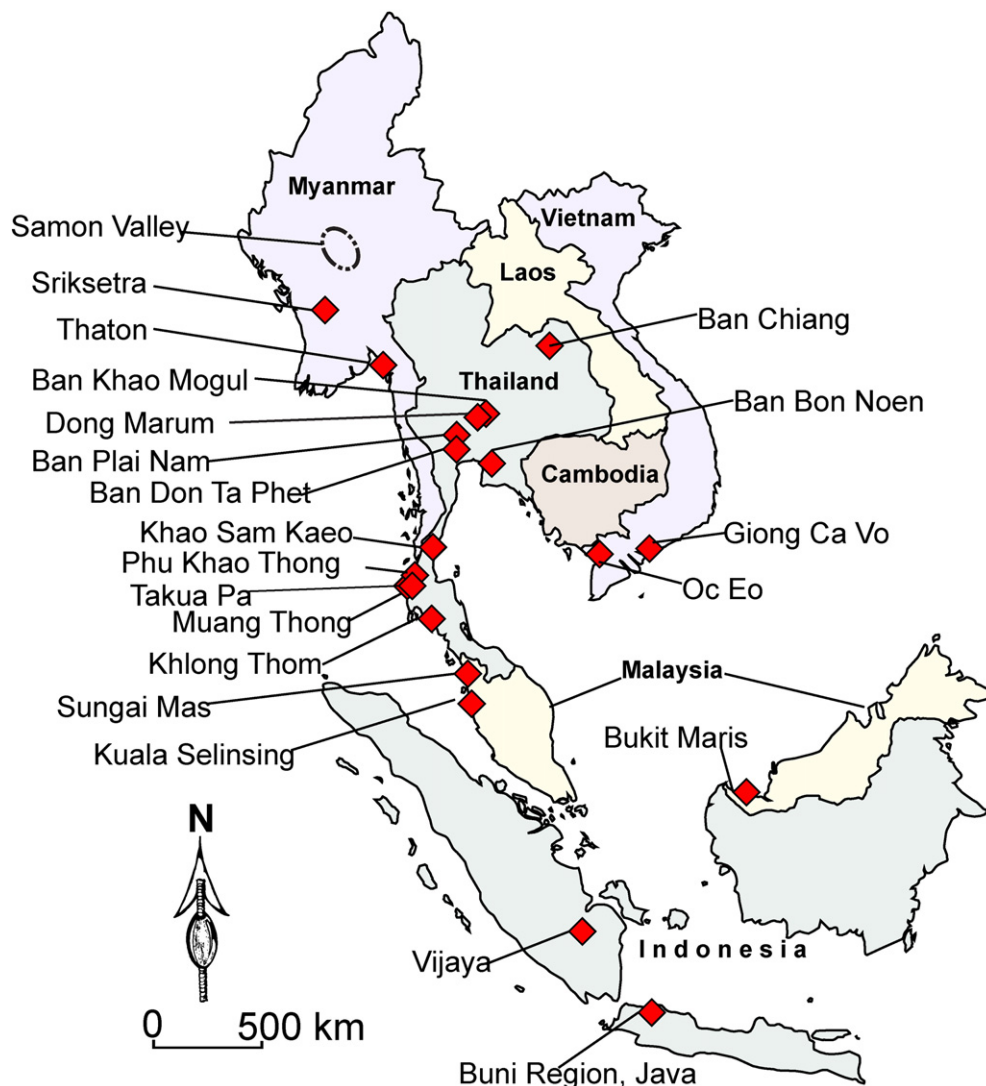 Myanmar
Vietnam
Samon Valley
Laos
Sriksetra
Ban Chiang
Thaton
Ban Khao Mogul
Thailand
Ban Bon Noen
Dong Marum
Ban Plai Nam
Cambodia
Ban Don Ta Phet
Khao Sam Kaeo
Giong Ca Vo
Phu Khao Thong
Oc Eo
Takua Pa
Muang Thong
Khlong Thom
Malaysia
Sungai Mas
Bukit Maris
Kuala Selinsing
N
Indonesia
Vijaya
0 500 km
Buni Region, Java